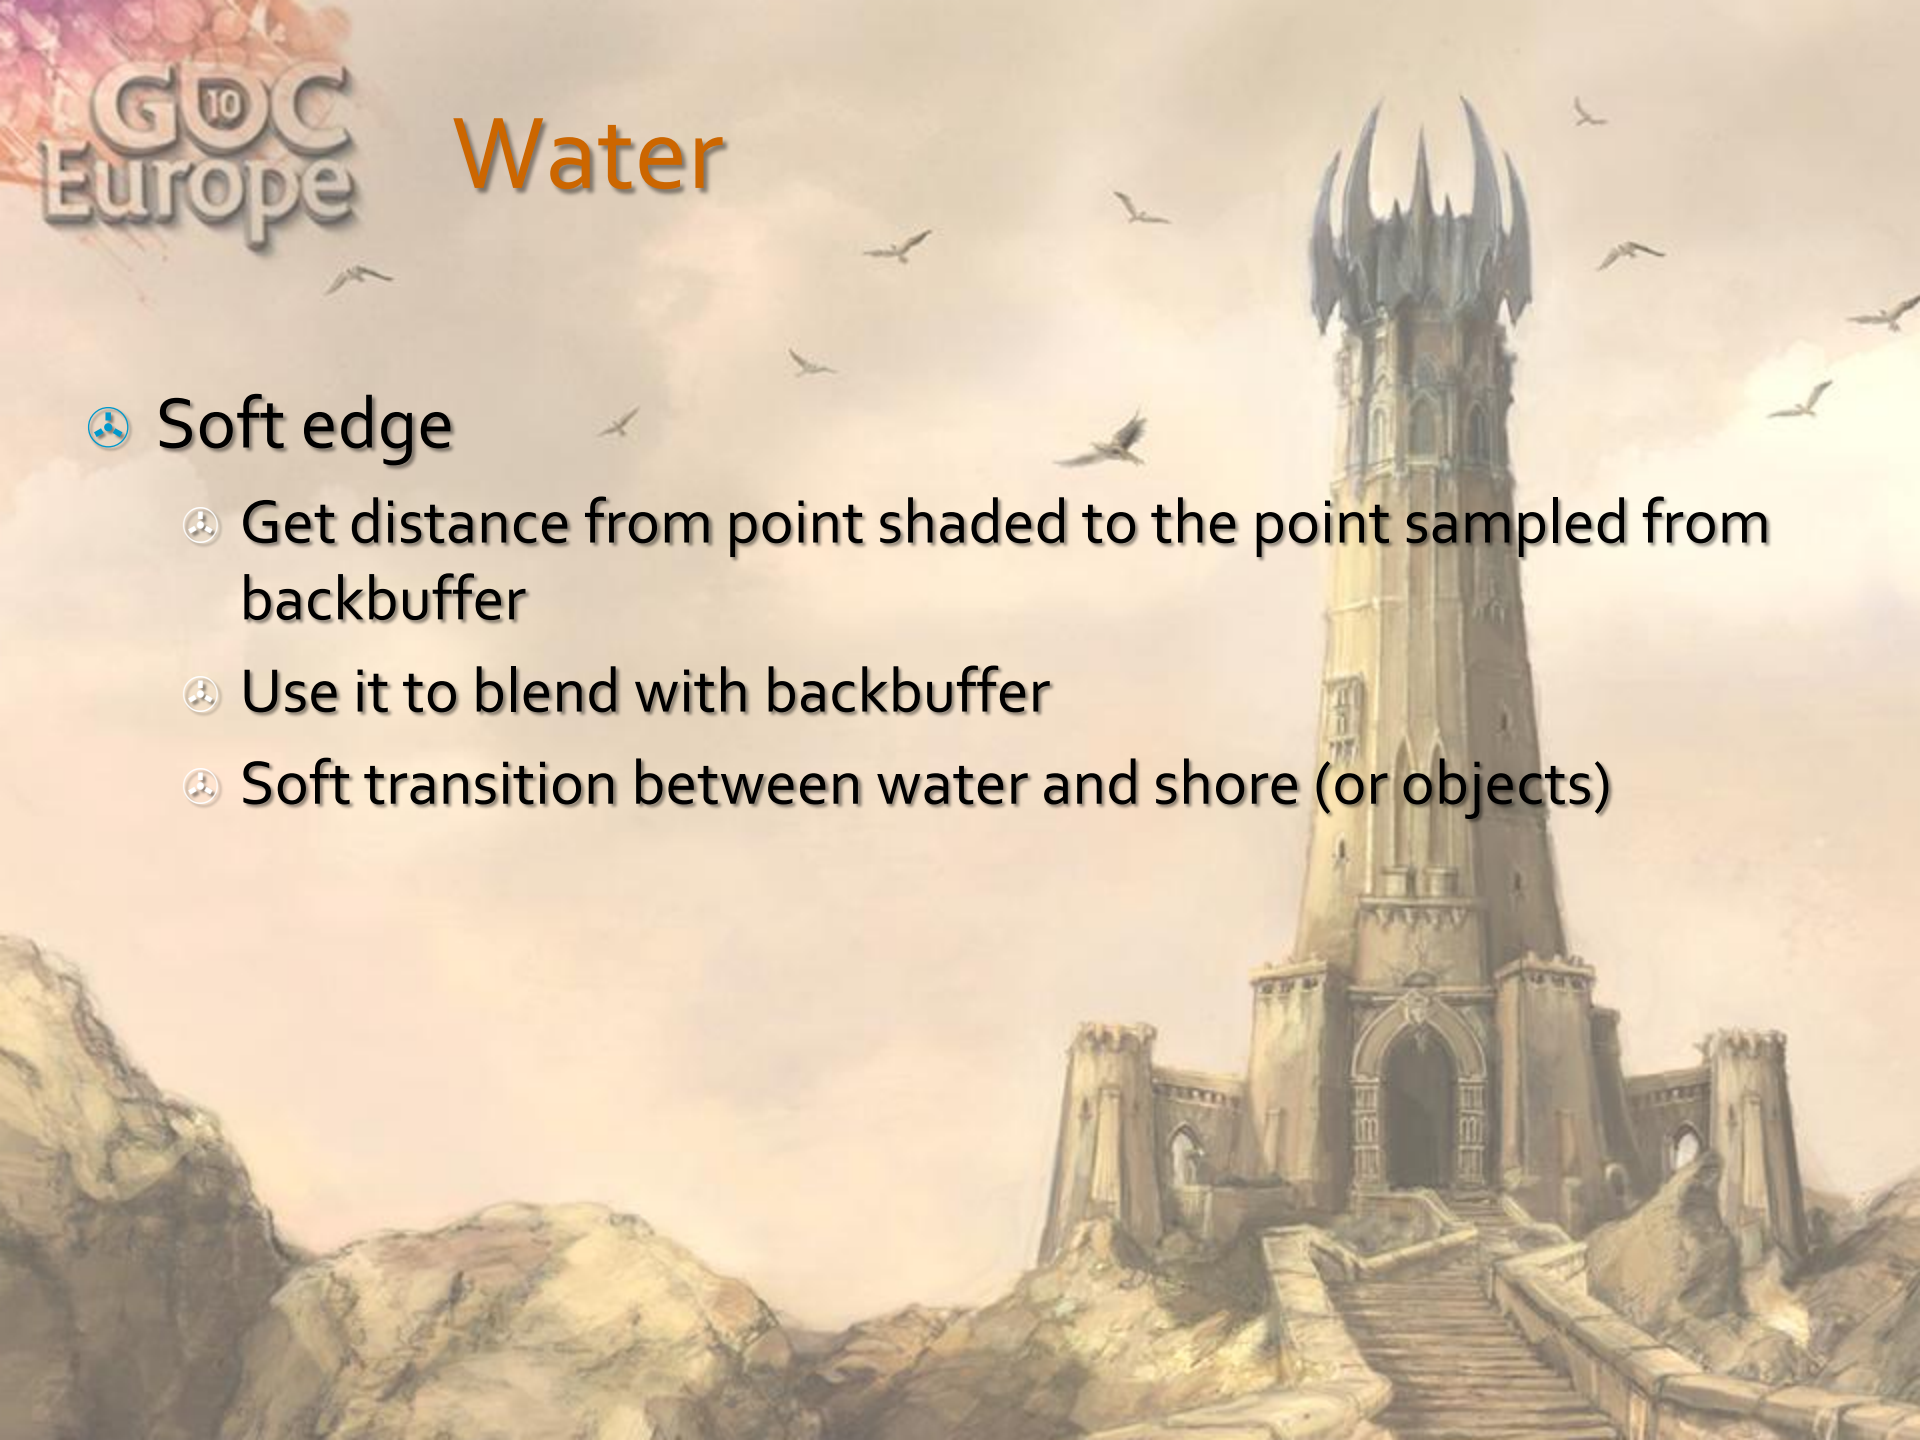 GDC
10
Europe
Water
Soft edge
Get distance from point shaded to the point sampled from
backbuffer
Use it to blend with backbuffer
Soft transition between water and shore (or objects)